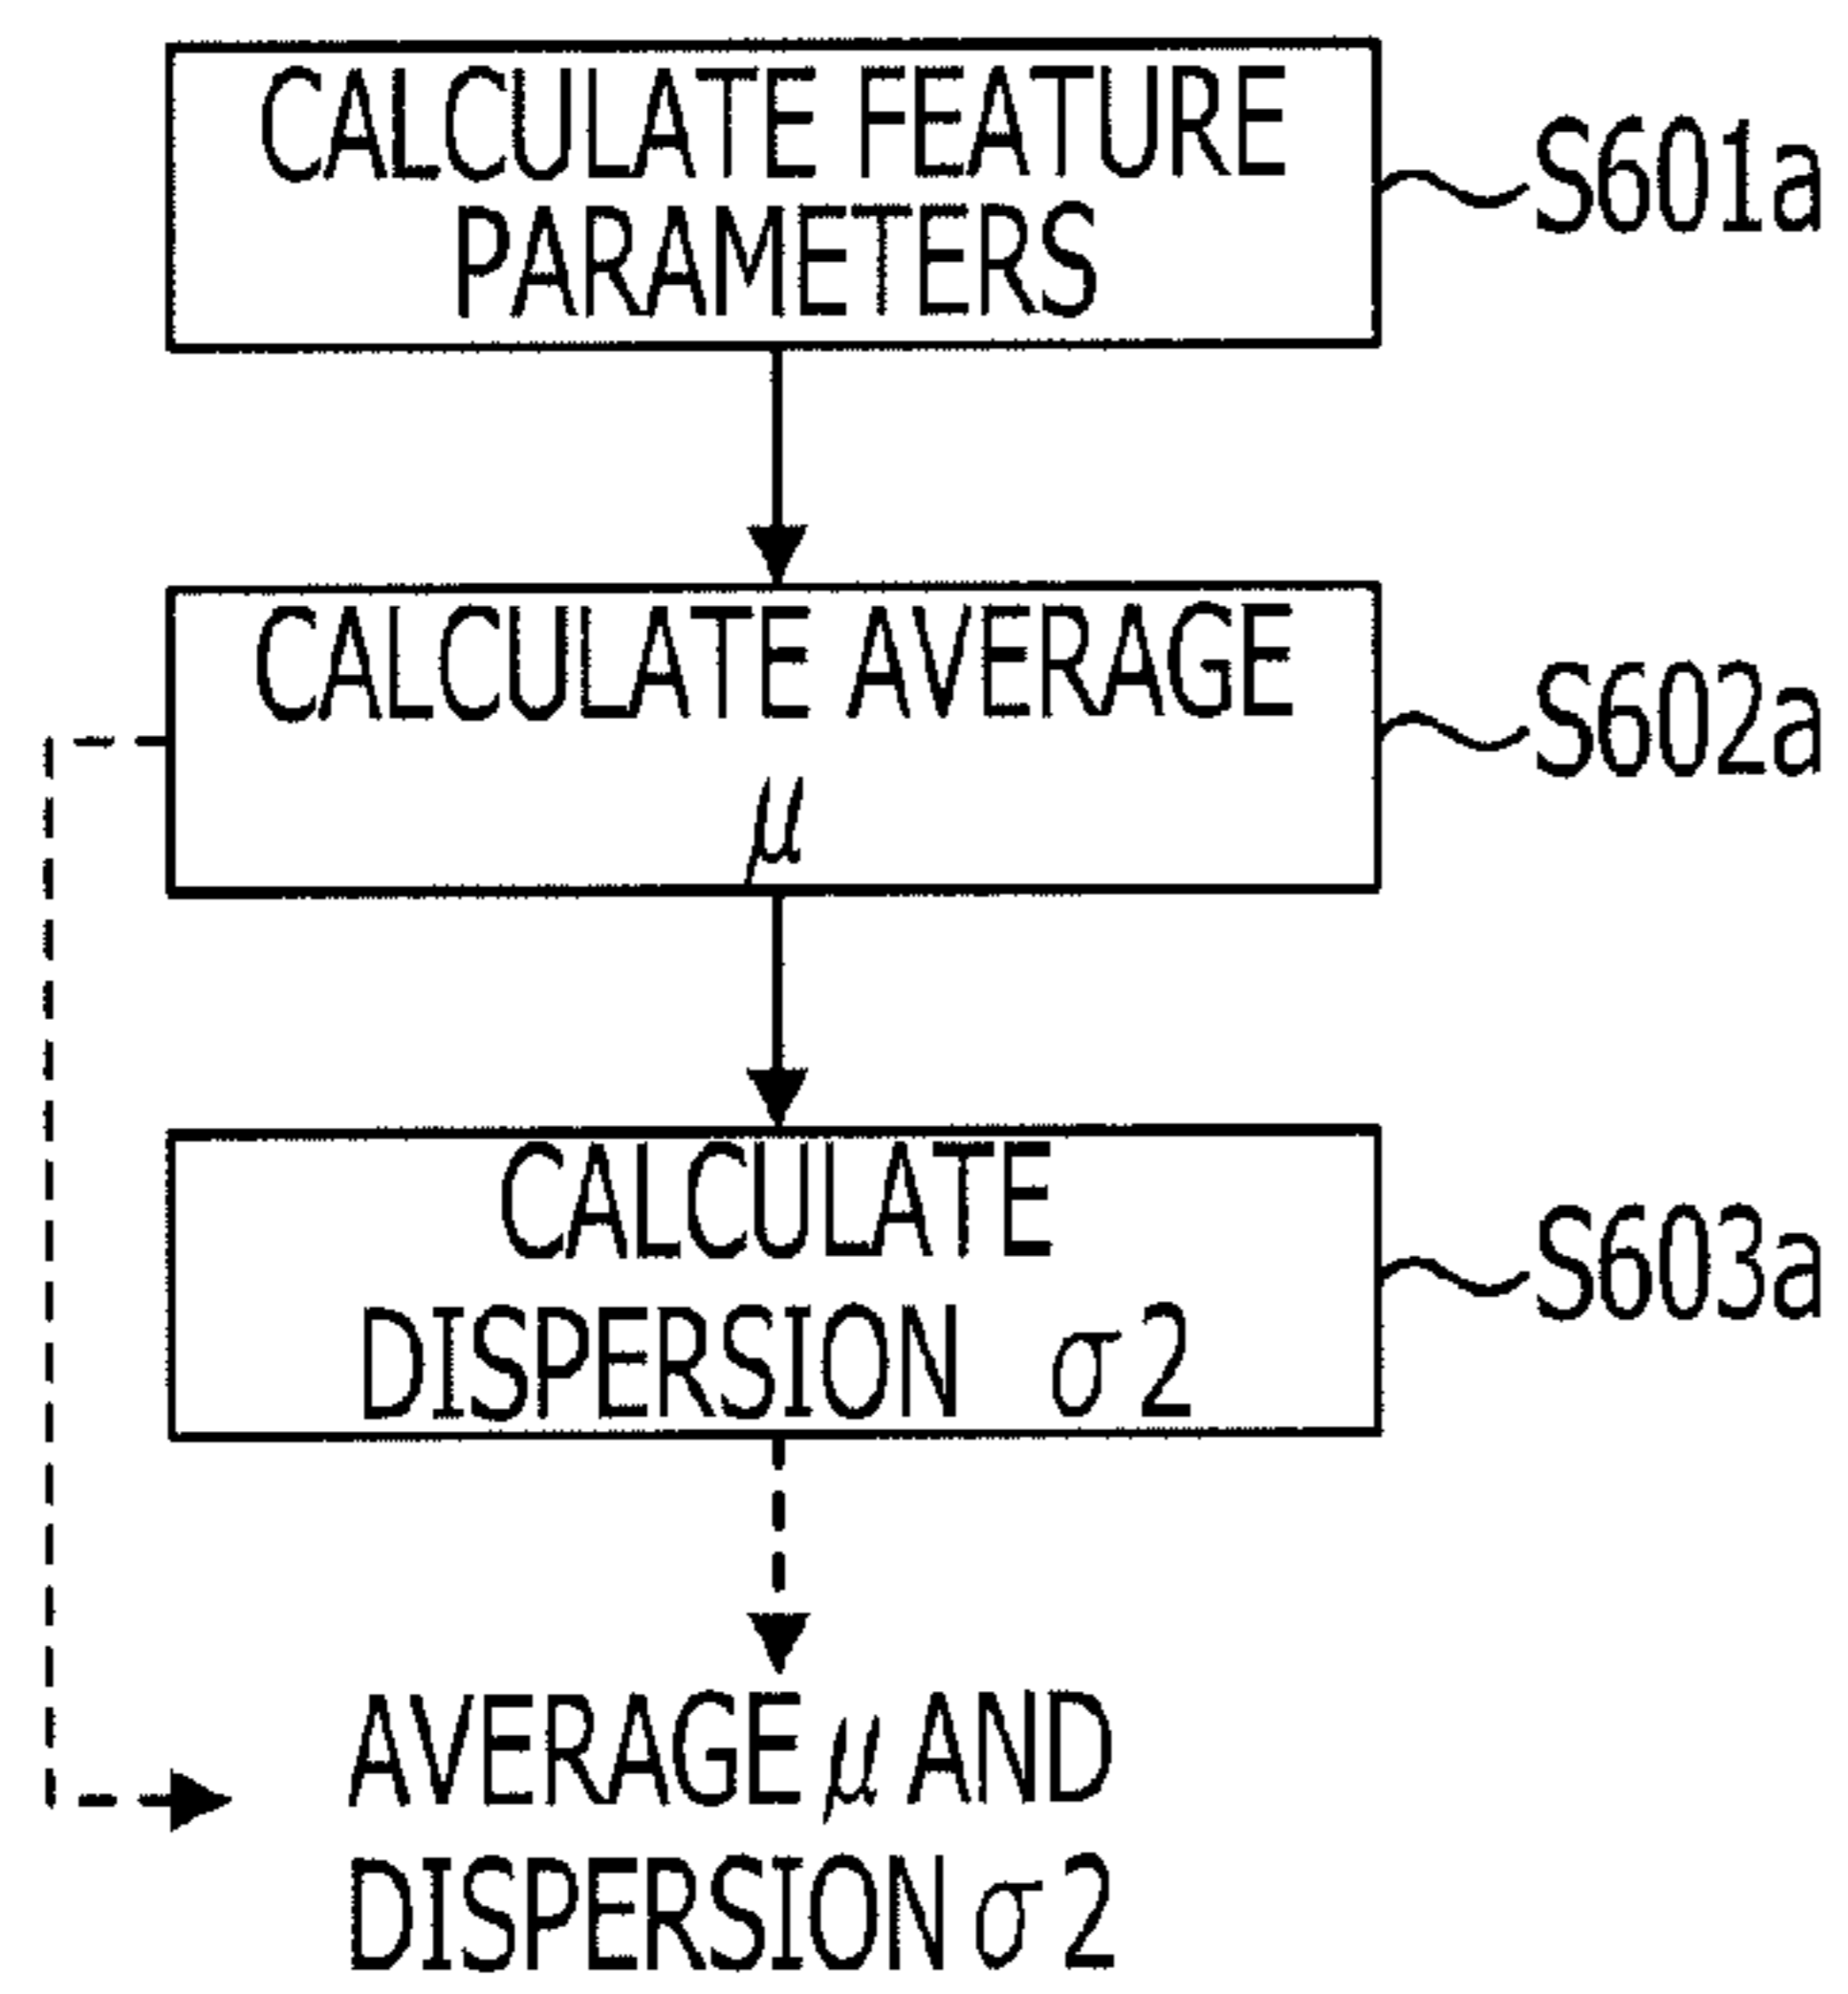 CALCULATE FEATURE
PARAMETERS
S601a
CALCULATE AVERAGE
μ
S602a
CALCULATE
DISPERSION σ2
S603a
AVERAGE μ AND
DISPERSION σ2